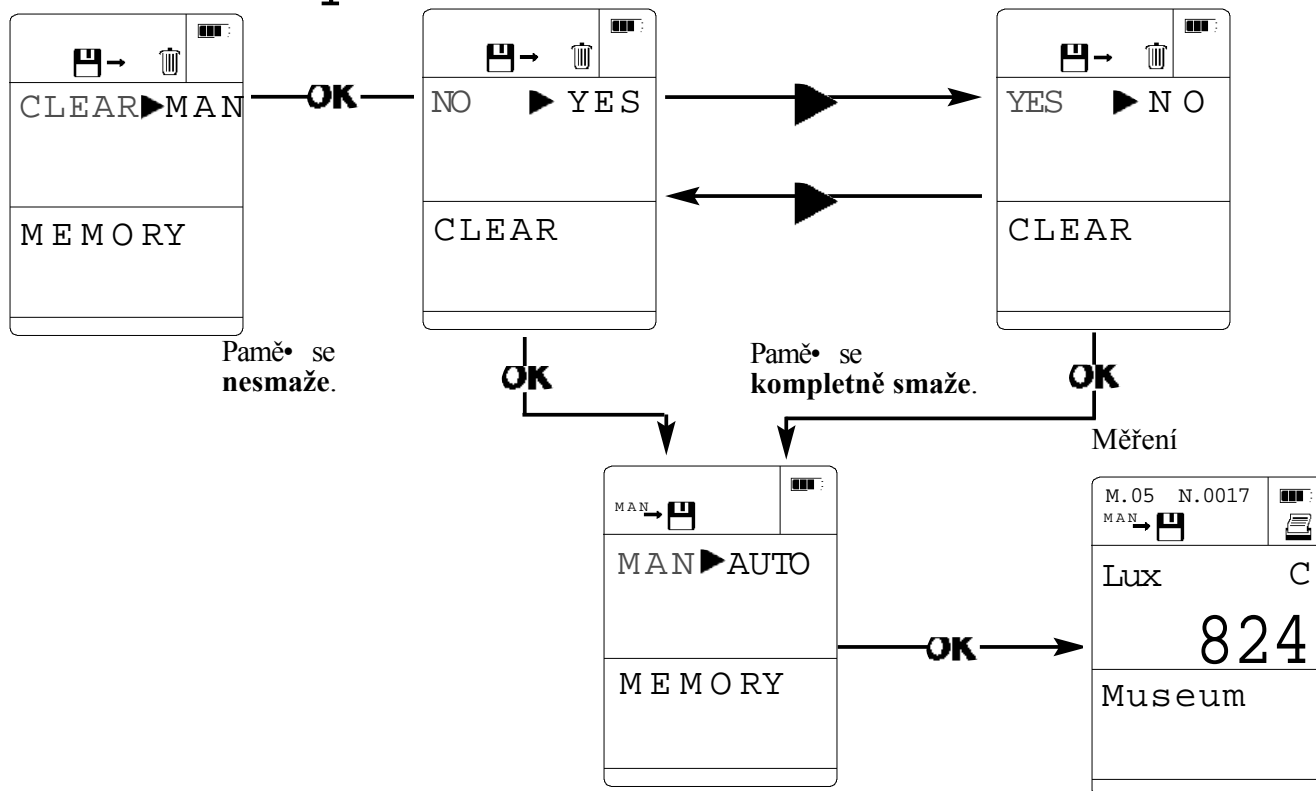 CLEAR▶MAN
MEMORY
OK
NO ▶ YES
CLEAR
YES ▶ NO
CLEAR
Pamě• se
nesmaže.
OK
Pamě• se
kompletně smaže.
OK
Měření
MAN
MAN▶AUTO
MEMORY
OK
M.05 N.0017
MAN
Lux C
824
Museum